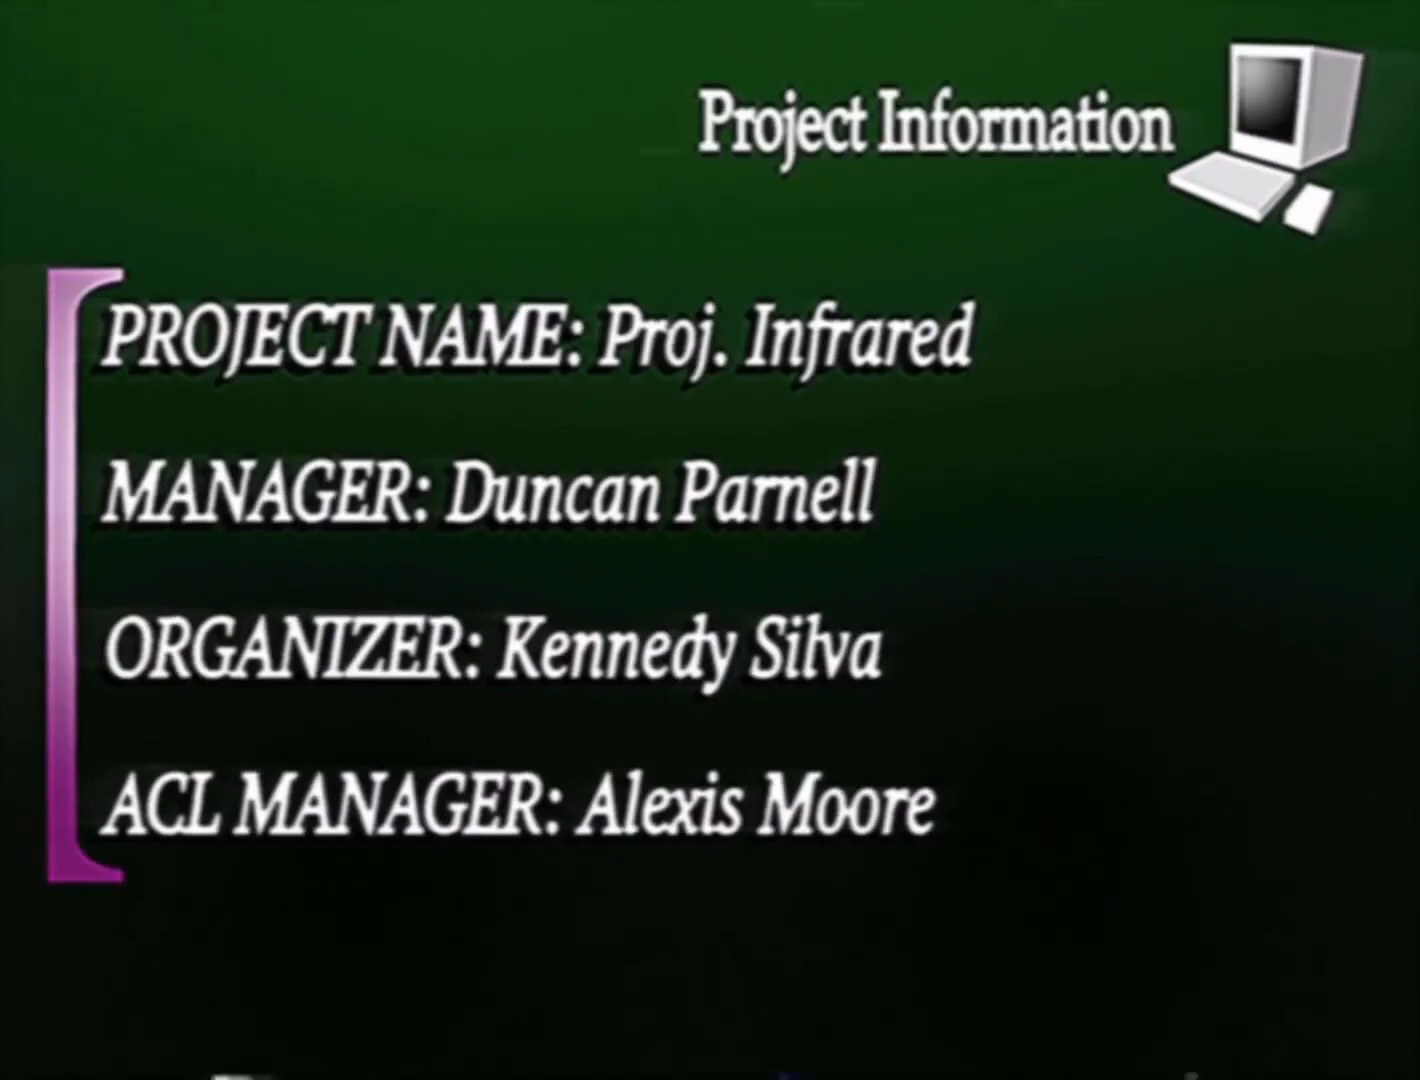 Project Information
PROJECT NAME: Proj. Infrared
MANAGER: Duncan Parnell
ORGANIZER: Kennedy Silva
ACL MANAGER: Alexis Moore